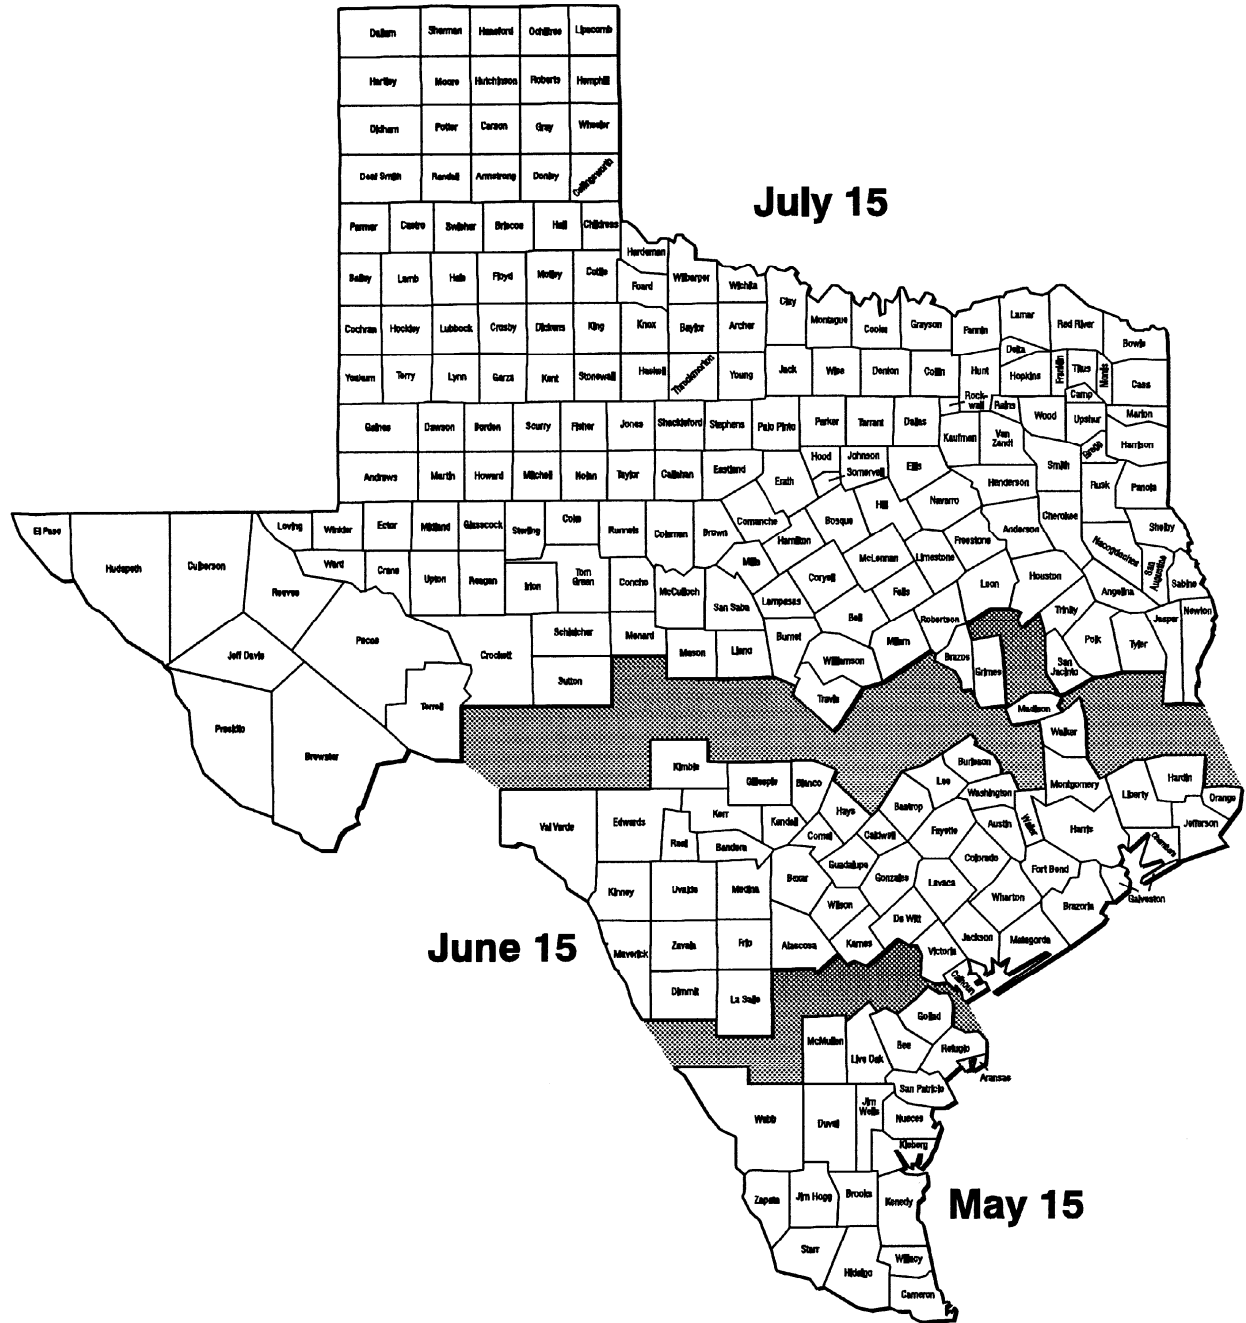 Dallam Sherman Hansford Ochiltree Lipscomb
Hartley Moore Hutchinson Roberts Hemphill
Oldham Potter Carson Gray Wheeler
Deaf Smith Randall Armstrong Donley Collingsworth
July 15
Parmer Castro Swisher Briscoe Hall Childress
Hardeman
Bailey Lamb Hale Floyd Motley Cottle Foard Wilbarger Wichita
Clay
Cochran Hockley Lubbock Crosby Dickens King Knox Baylor Archer Montague Cooke Grayson Fannin Lamar Red River Bowie
Delta
Yoakum Terry Lynn Garza Kent Stonewall Haskell Throckmorton Young Jack Wise Denton Collin Hunt Hopkins Franklin Titus Morris Cass
Camp
Rock-
wall Rains
Gaines Dawson Borden Scurry Fisher Jones Shackleford Stephens Palo Pinto Parker Tarrant Dallas Kaufman Van
Zandt Wood Upshur Marion
Gregg Harrison
Andrews Martin Howard Mitchell Nolan Taylor Callahan Eastland Erath Hood Johnson
Somervell Ellis Henderson Smith Rusk Panola
El Paso Hudspeth Culberson Loving Winkler Ector Midland Glasscock Sterling Coke Runnels Coleman Brown Comanche Hamilton Bosque Hill Navarro Anderson Cherokee Shelby
Reeves Ward Crane Upton Reagan Irion Tom
Green Concho McCulloch San Saba Mills Lampasas Coryell McLennan Limestone Freestone Leon Houston Nacogdoches San
Augustine Sabine
Angelina
Falls Bell Robertson Trinity Newton
Jeff Davis Pecos Crockett Schleicher Menard Mason Llano Burnet Williamson Milam Brazos Grimes Polk Tyler Jasper
San
Jacinto
Sutton Travis
Presidio Brewster Terrell Madison
Walker
Kimble Gillespie Blanco Burleson
Lee Washington Montgomery Liberty Hardin
Orange
Val Verde Edwards Kerr Kendall Hays Bastrop Fayette Austin Waller Harris Jefferson
Real Bandera Comal Caldwell Colorado Chambers
Kinney Uvalde Medina Bexar Guadalupe Gonzales Lavaca Wharton Fort Bend
Brazoria Galveston
Wilson De Witt
June 15
Maverick Zavala Frio Atascosa Karnes Victoria Jackson Matagorda
Calhoun
Dimmit La Salle
Goliad
McMullen Live Oak Bee Refugio
Aransas
San Patricio
Webb Duval Jim
Wells Nueces
Kleberg
Zapata Jim Hogg Brooks Kenedy
May 15
Starr Hidalgo Willacy
Cameron